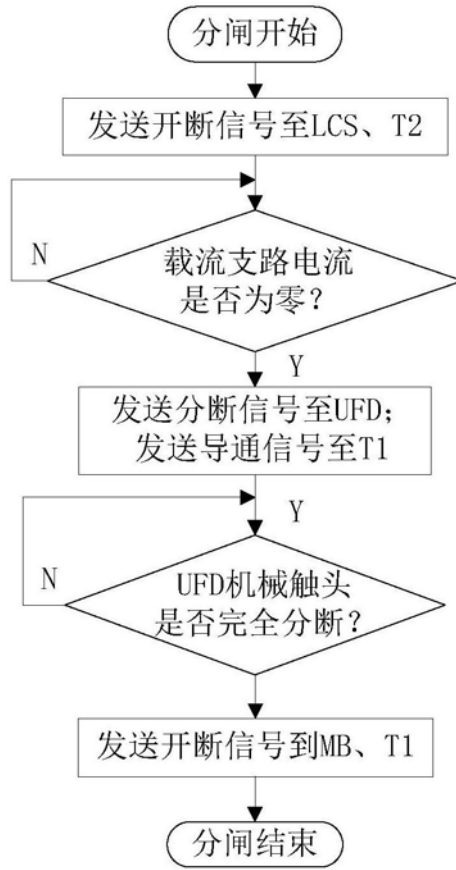 分闸开始
发送开断信号至LCS、T2
N
载流支路电流
是否为零？
Y
发送分断信号至UFD；
发送导通信号至T1
Y
N
UFD机械触头
是否完全分断？
发送开断信号到MB、T1
分闸结束